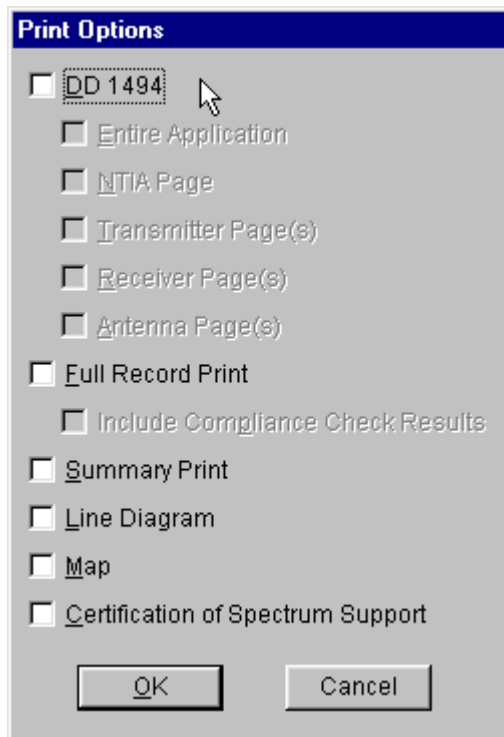 Print Options
DD 1494
Entire Application
NTIA Page
Transmitter Page(s)
Receiver Page(s)
Antenna Page(s)
Full Record Print
Include Compliance Check Results
Summary Print
Line Diagram
Map
Certification of Spectrum Support
OK
Cancel